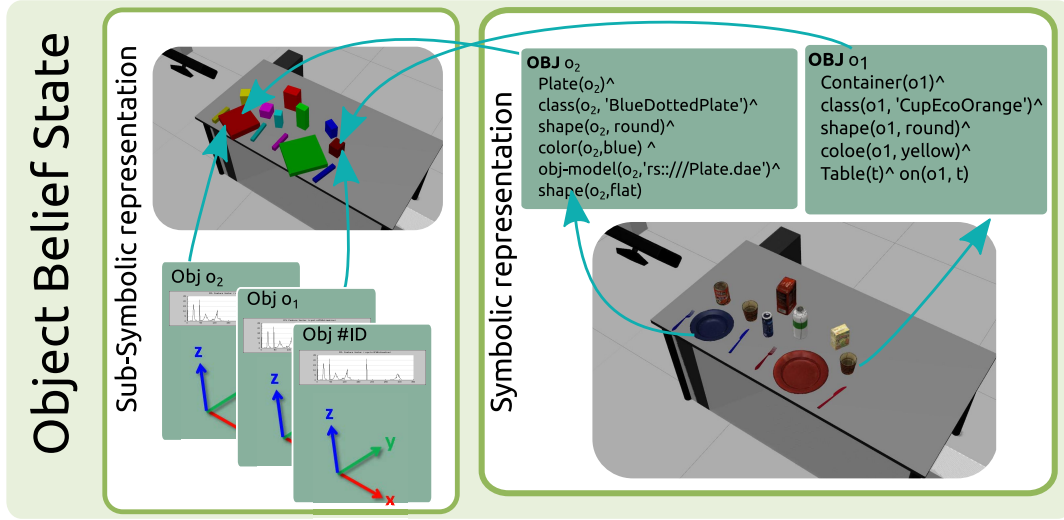 Object Belief State
Sub-Symbolic representation
Obj o₂
Obj o₁
Obj #ID
z
z
z
y
x
Symbolic representation
OBJ o₂
Plate(o₂)^
class(o₂, 'BlueDottedPlate')^
shape(o₂, round)^
color(o₂,blue) ^
obj-model(o₂,'rs:///Plate.dae')^
shape(o₂,flat)
OBJ o₁
Container(o1)^
class(o1, 'CupEcoOrange')^
shape(o1, round)^
coloe(o1, yellow)^
Table(t)^ on(o1, t)